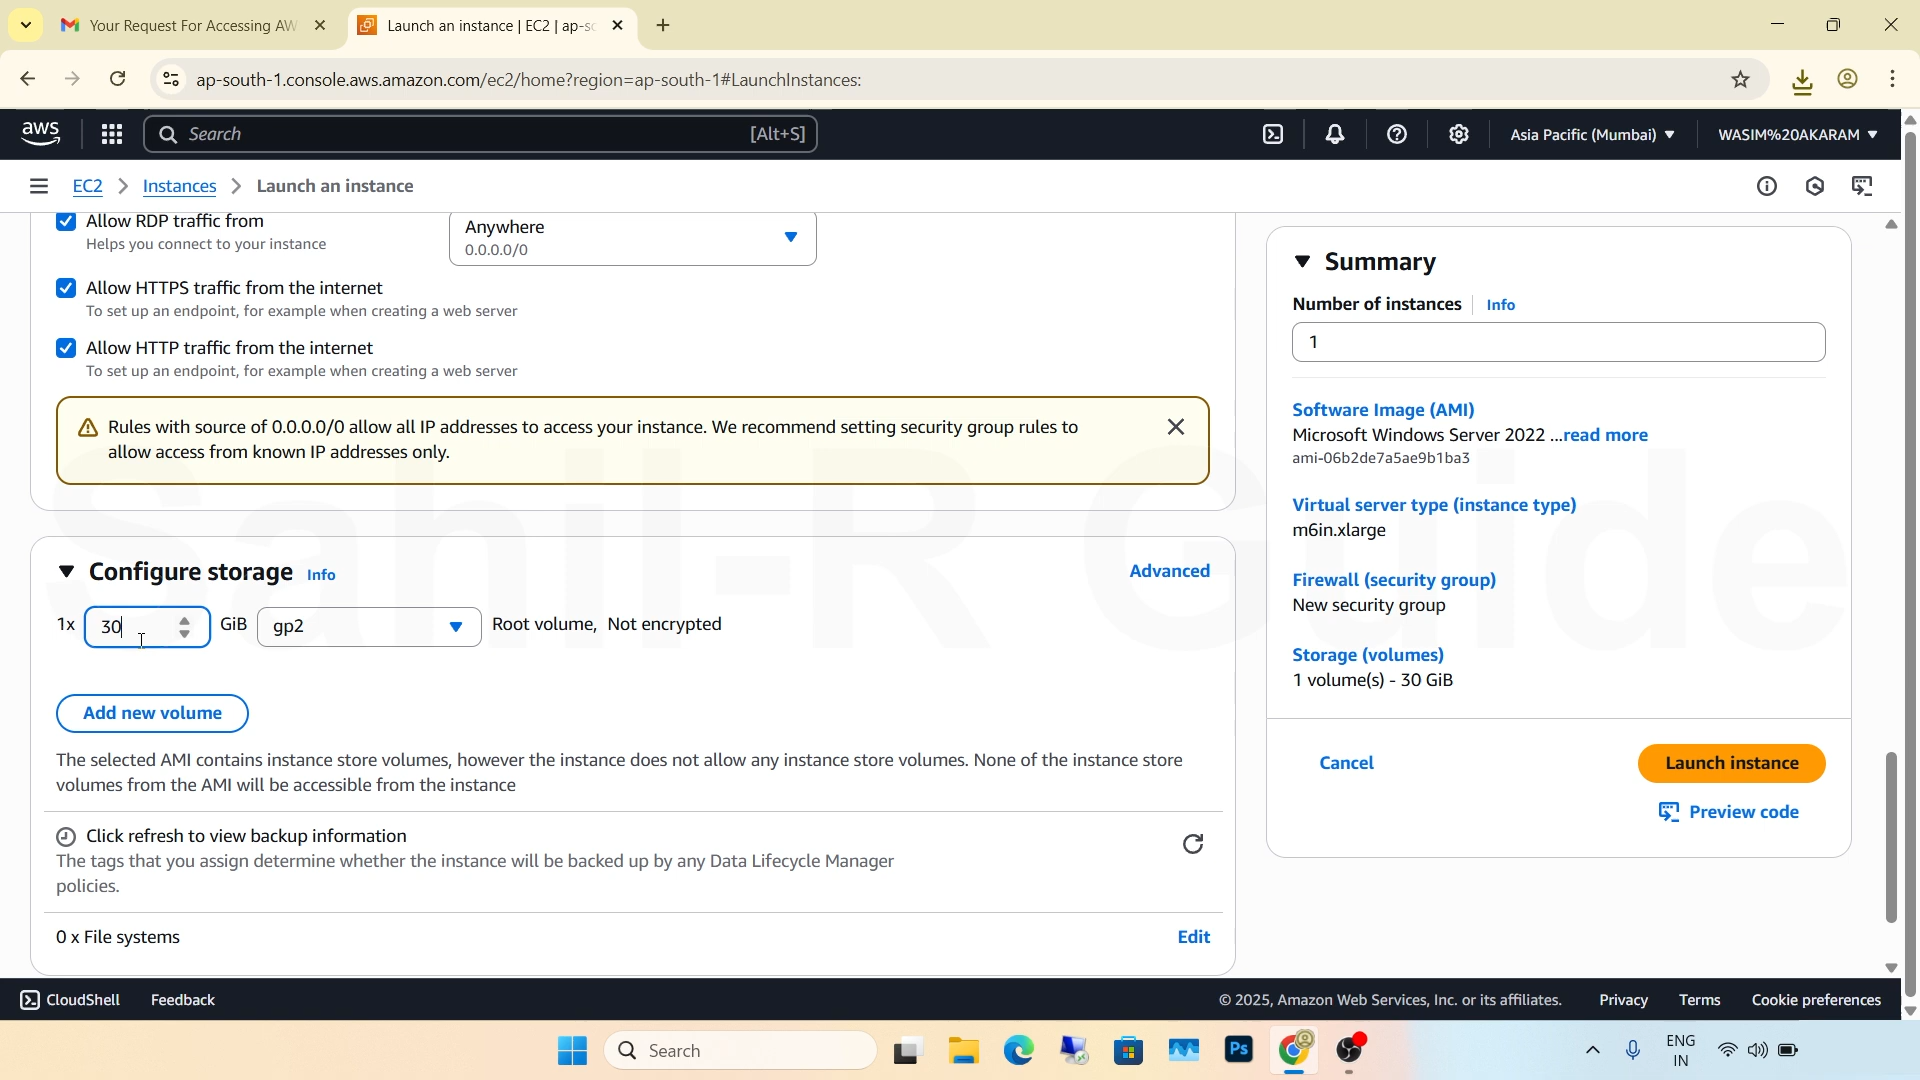 Your Request For Accessing AW
Launch an instance | EC2 | ap-so
ap-south-1.console.aws.amazon.com/ec2/home?region=ap-south-1#LaunchInstances:
aws
Search
[Alt+S]
Asia Pacific (Mumbai)
WASIM%20AKARAM
EC2
Instances
Launch an instance
Allow RDP traffic from
Helps you connect to your instance
Anywhere
0.0.0.0/0
Allow HTTPS traffic from the internet
To set up an endpoint, for example when creating a web server
Allow HTTP traffic from the internet
To set up an endpoint, for example when creating a web server
Rules with source of 0.0.0.0/0 allow all IP addresses to access your instance. We recommend setting security group rules to
allow access from known IP addresses only.
Configure storage Info
Advanced
1x 30 GiB gp2 Root volume, Not encrypted
Add new volume
The selected AMI contains instance store volumes, however the instance does not allow any instance store volumes. None of the instance store
volumes from the AMI will be accessible from the instance
Click refresh to view backup information
The tags that you assign determine whether the instance will be backed up by any Data Lifecycle Manager
policies.
0 x File systems
Edit
Summary
Number of instances Info
1
Software Image (AMI)
Microsoft Windows Server 2022 ...read more
ami-06b2de7a5ae9b1ba3
Virtual server type (instance type)
m6in.xlarge
Firewall (security group)
New security group
Storage (volumes)
1 volume(s) - 30 GiB
Cancel
Launch instance
Preview code
Sahil-R Guide
CloudShell
Feedback
© 2025, Amazon Web Services, Inc. or its affiliates.
Privacy
Terms
Cookie preferences
Search
Ps
ENG
IN